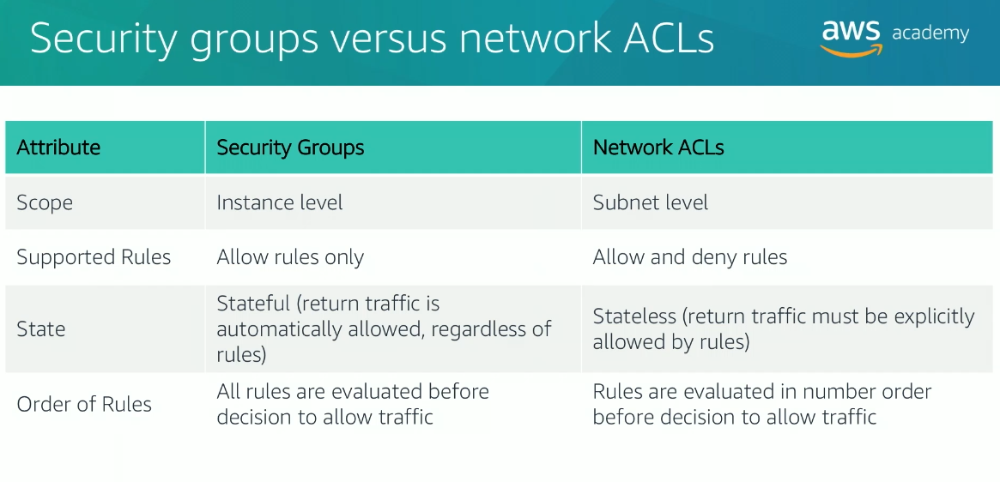 Security groups versus network ACLs
aws academy
Attribute
Security Groups
Network ACLs
Scope
Instance level
Subnet level
Supported Rules
Allow rules only
Allow and deny rules
State
Stateful (return traffic is
automatically allowed, regardless of
rules)
Stateless (return traffic must be explicitly
allowed by rules)
Order of Rules
All rules are evaluated before
decision to allow traffic
Rules are evaluated in number order
before decision to allow traffic